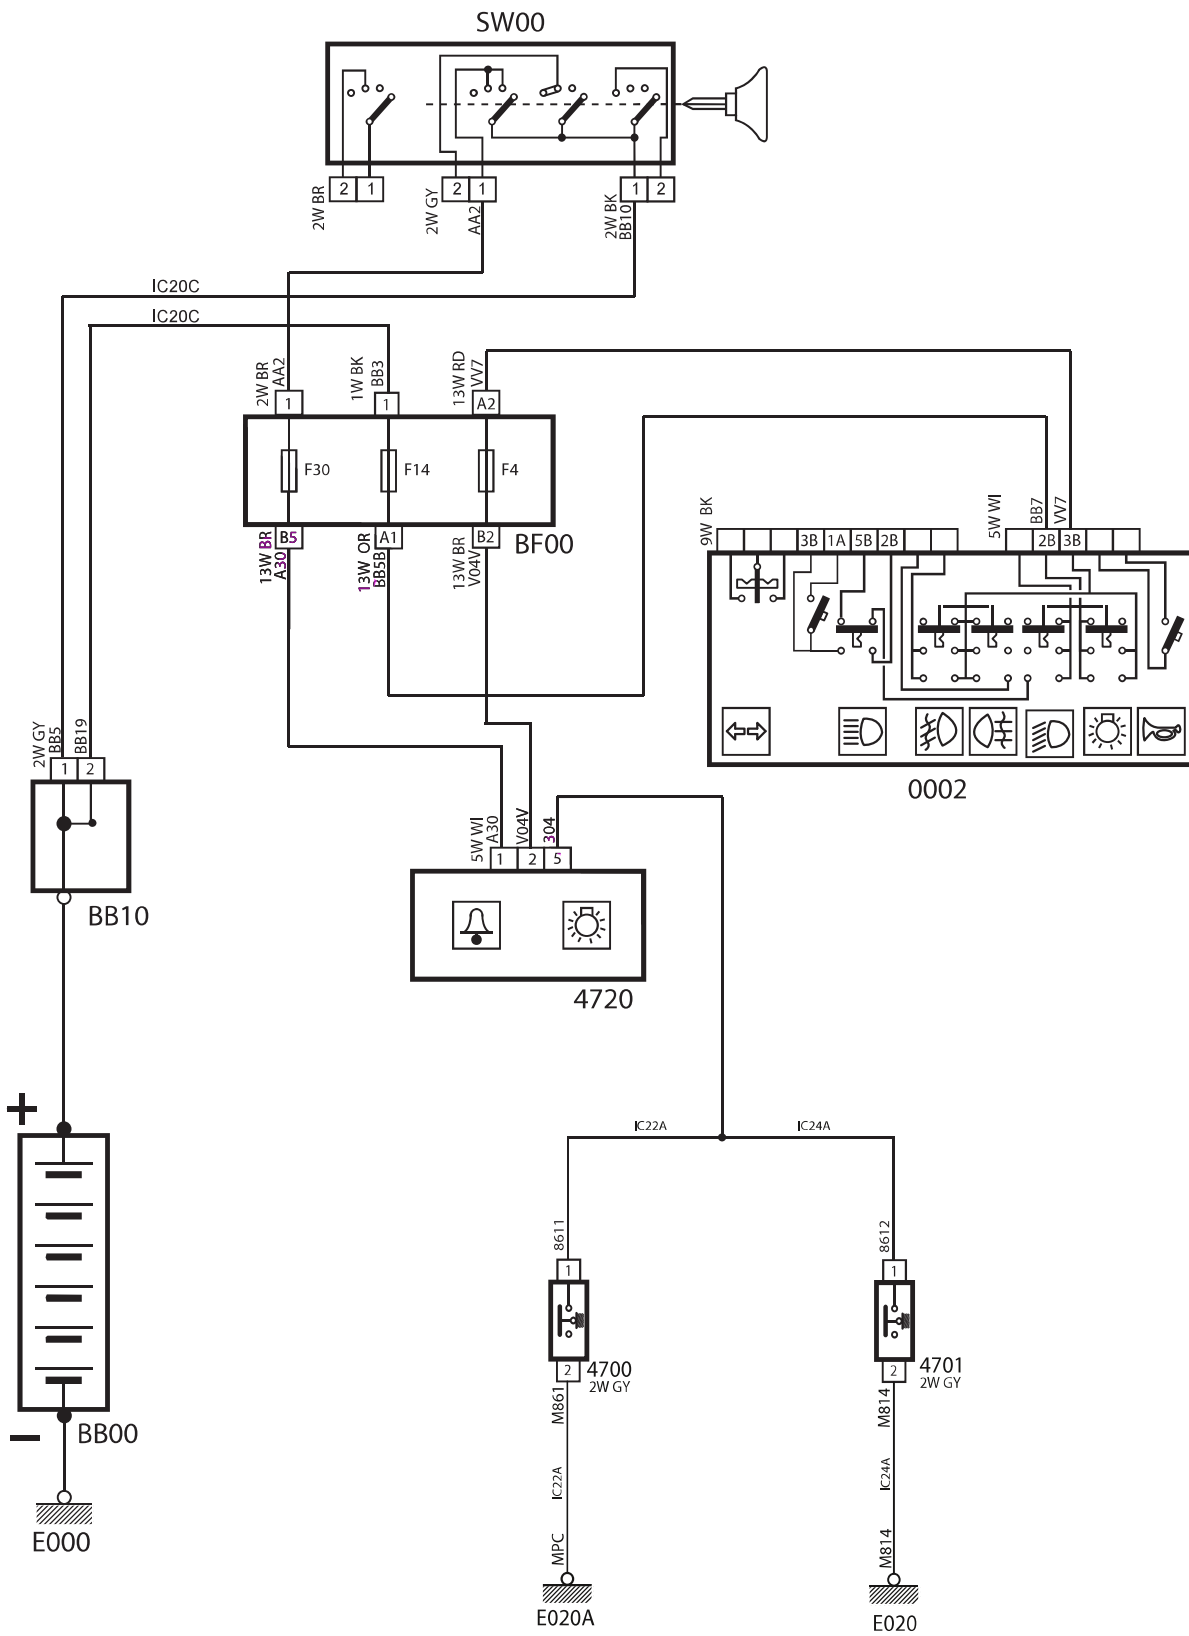 SW00
2W BR
2
1
2W GY
2
1
AA2
2W BK
BB10
1
2
IC20C
IC20C
2W BR
AA2
1
1W BK
BB3
1
13W RD
VV7
A2
F30
F14
F4
13W BR
A30
B5
13W OR
BB5B
A1
13W BR
V04V
B2
BF00
9W BK
3B
1A
5B
2B
5W WI
BB7
VV7
2B
3B
0002
2W GY
BB5
BB19
1
2
BB10
5W WI
A30
V04V
304
1
2
5
4720
+
IC22A
IC24A
8611
1
2
4700
2W GY
M861
IC22A
MPC
E020A
8612
1
2
4701
2W GY
M814
IC24A
M814
E020
BB00
–
E000